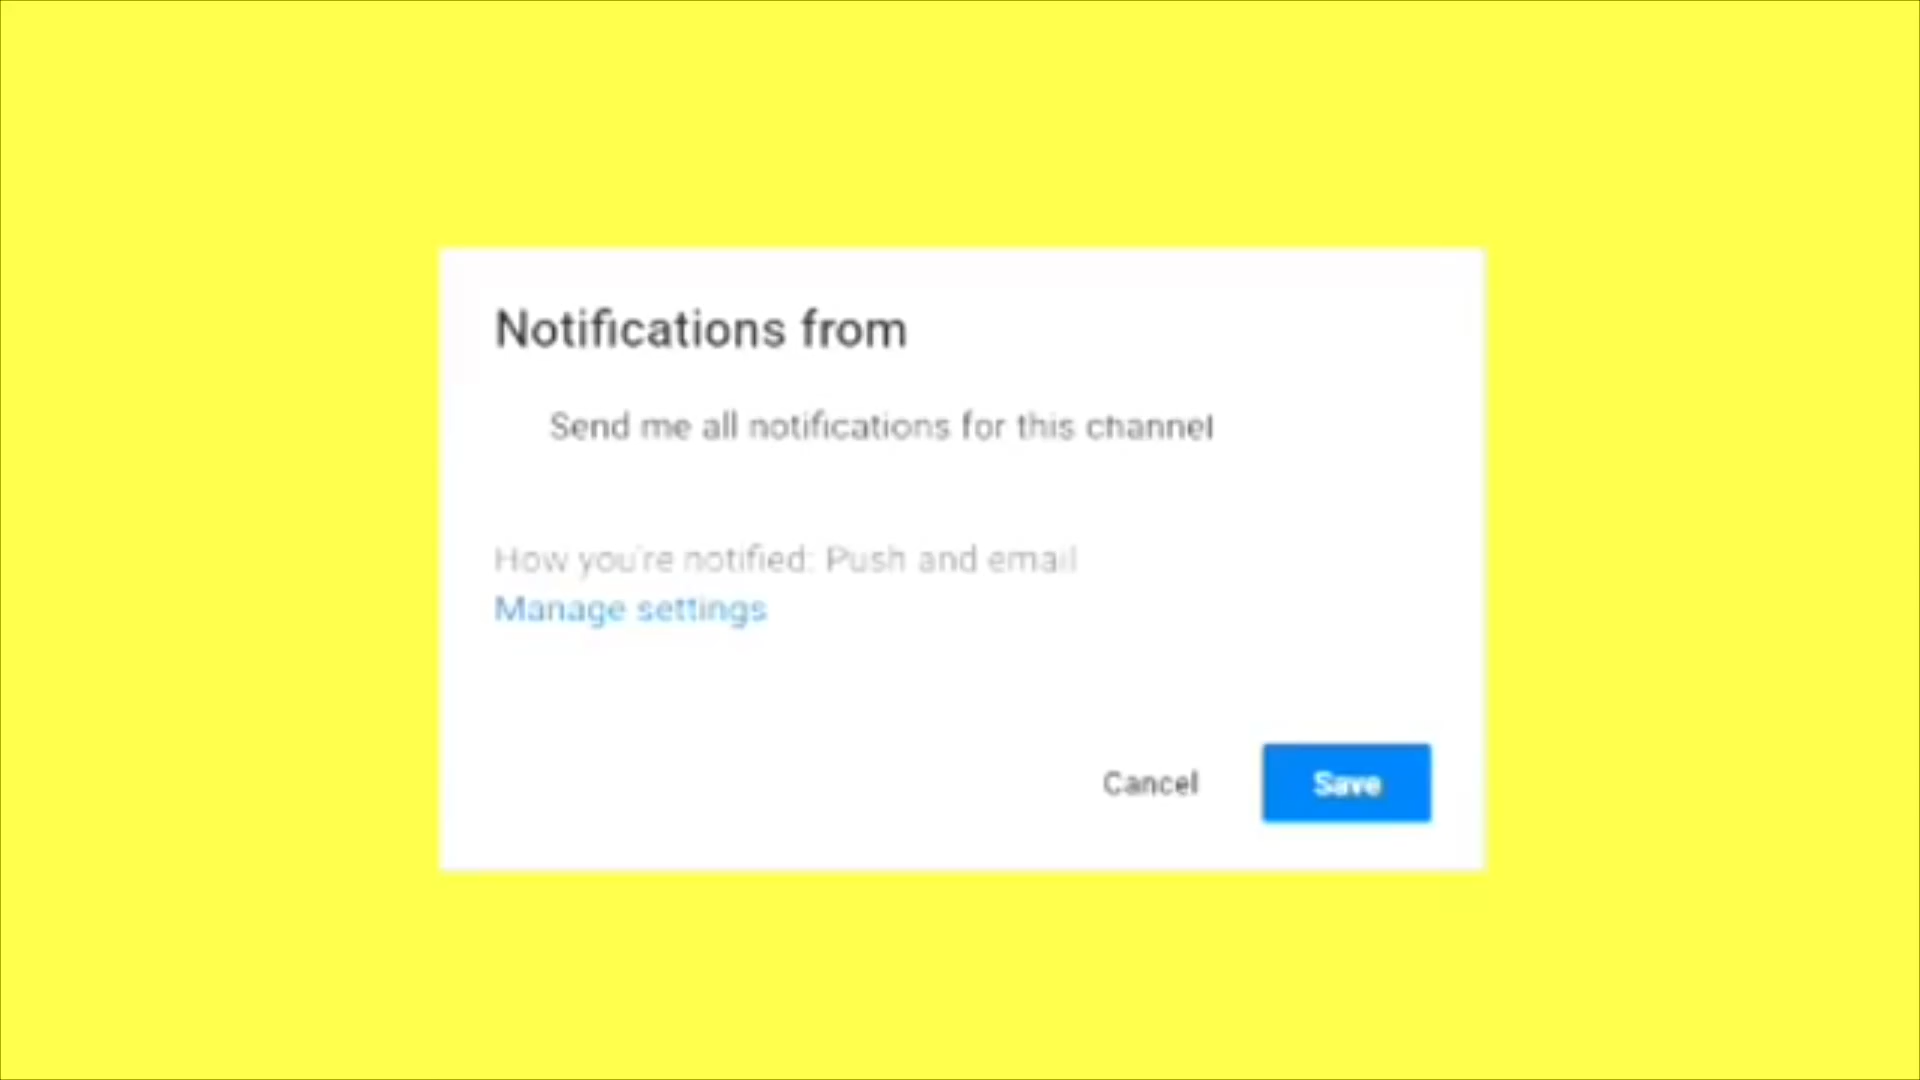 Notifications from
Send me all notifications for this channel
How you're notified: Push and email
Manage settings
Cancel
Save